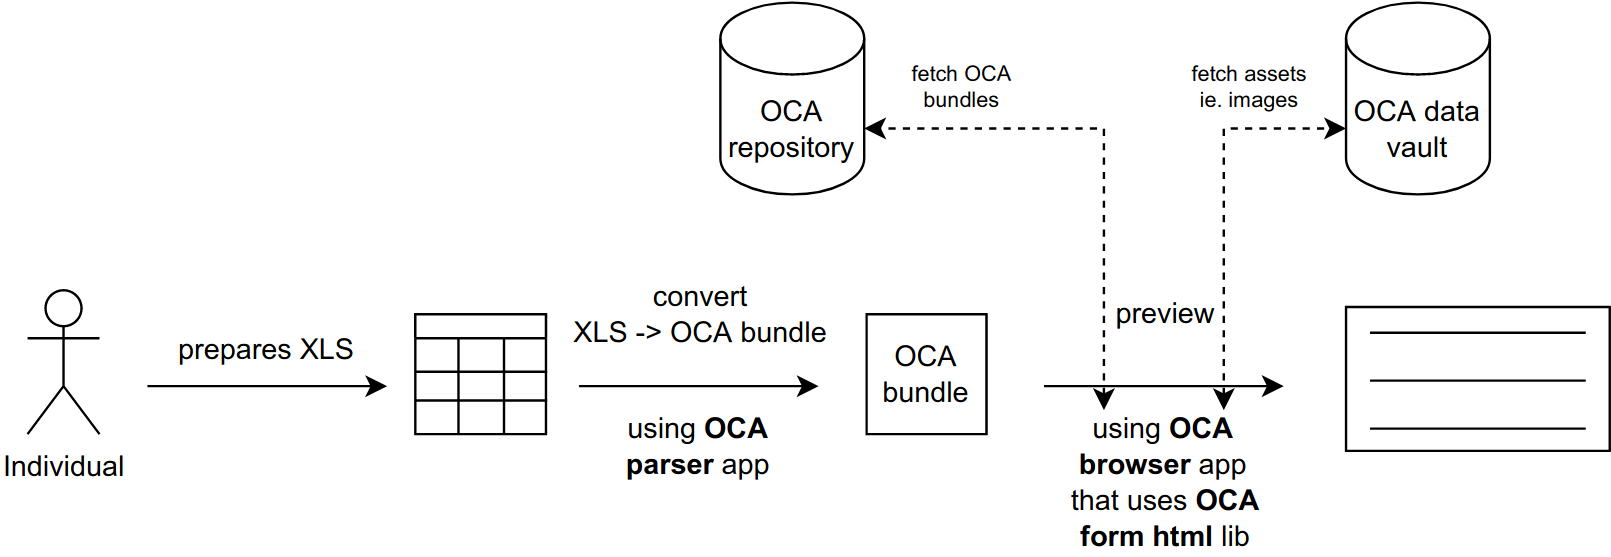 OCA
repository
fetch OCA
bundles
fetch assets
ie. images
OCA data
vault
Individual
prepares XLS
convert
XLS -> OCA bundle
using OCA
parser app
OCA
bundle
preview
using OCA
browser app
that uses OCA
form html lib